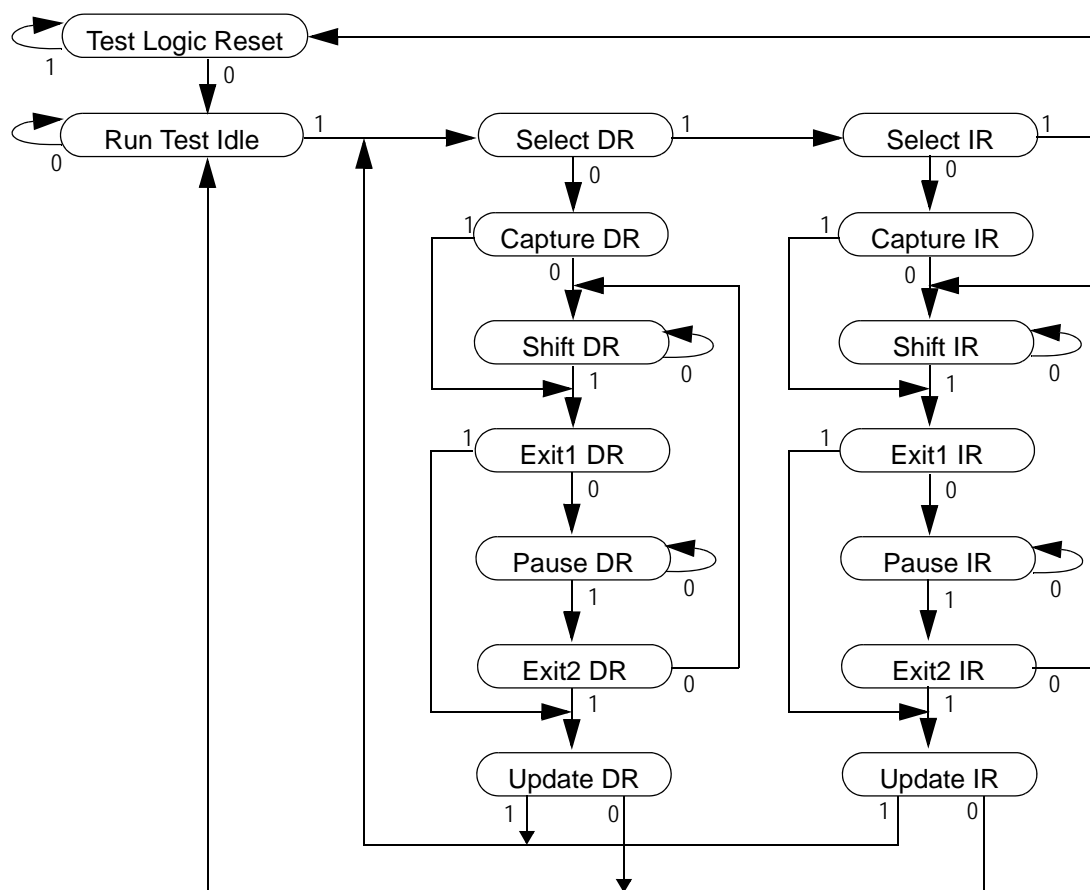 Test Logic Reset
1
0
Run Test Idle
1
Select DR
1
Select IR
1
0
0
0
1
Capture DR
1
Capture IR
0
0
Shift DR
Shift IR
0
0
1
1
1
Exit1 DR
1
Exit1 IR
0
0
Pause DR
Pause IR
0
0
1
1
Exit2 DR
Exit2 IR
0
0
1
1
Update DR
Update IR
1
0
1
0